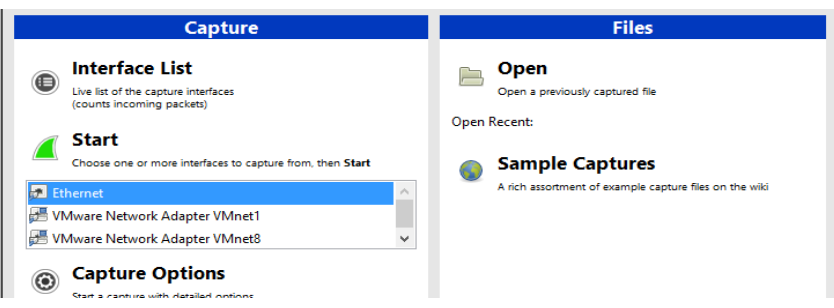 Capture
Interface List
Live list of the capture interfaces
(counts incoming packets)
Start
Choose one or more interfaces to capture from, then Start
Ethernet
VMware Network Adapter VMnet1
VMware Network Adapter VMnet8
Capture Options
Start a capture with detailed options
Files
Open
Open a previously captured file
Open Recent:
Sample Captures
A rich assortment of example capture files on the wiki